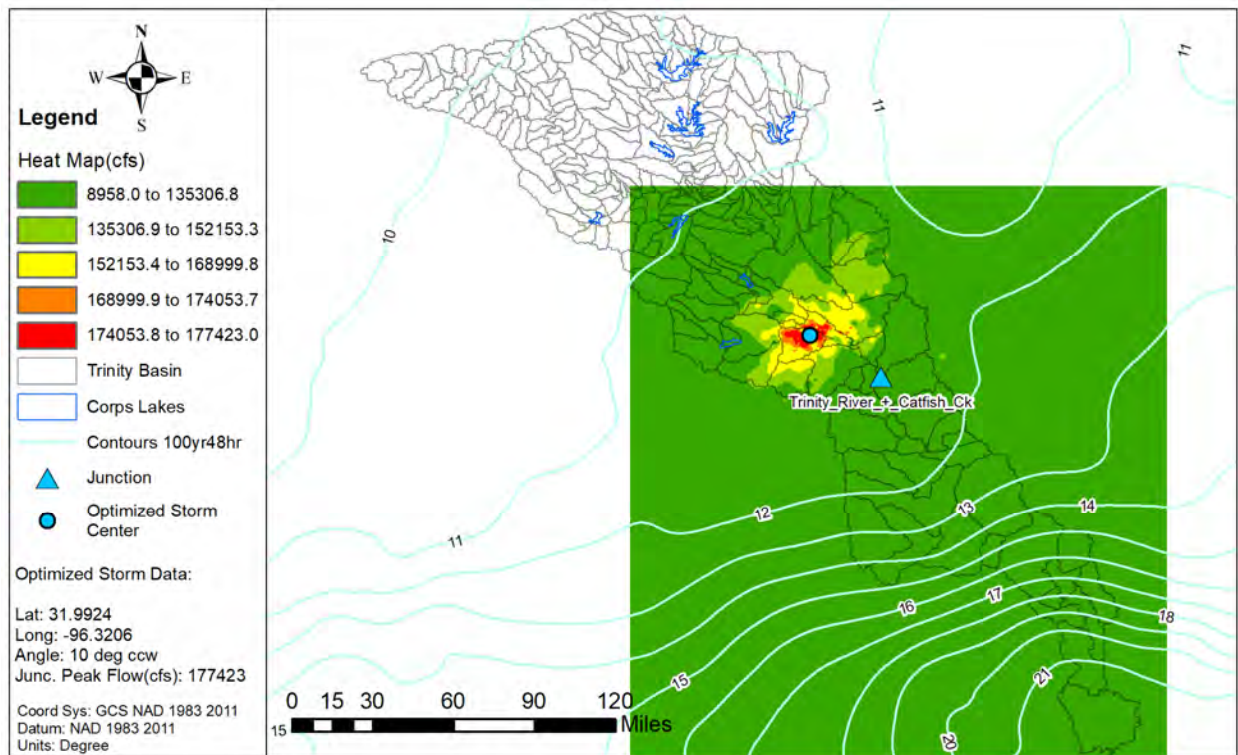 N
W E
S
Legend
Heat Map(cfs)
8958.0 to 135306.8
135306.9 to 152153.3
152153.4 to 168999.8
168999.9 to 174053.7
174053.8 to 177423.0
Trinity Basin
Corps Lakes
Contours 100yr48hr
Junction
Optimized Storm
Center
Optimized Storm Data:
Lat: 31.9924
Long: -96.3206
Angle: 10 deg ccw
Junc. Peak Flow(cfs): 177423
Coord Sys: GCS NAD 1983 2011
Datum: NAD 1983 2011
Units: Degree
11
11
10
Trinity_River_+_Catfish_Ck
12
13
14
11
16
17
18
15
21
20
0 15 30 60 90 120
Miles
15